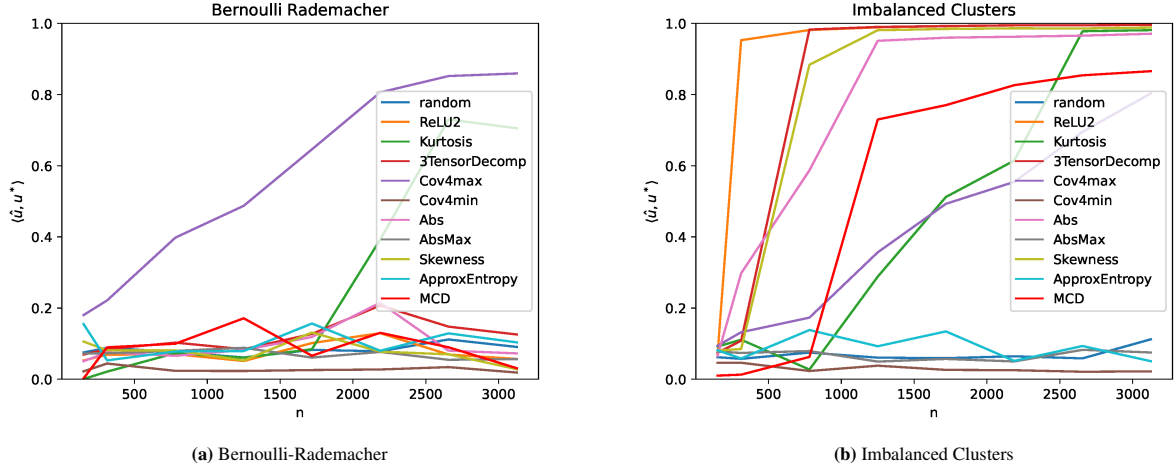 Bernoulli Rademacher
1.0
0.8
0.6
0.4
0.2
0.0
⟨û, u*⟩
500
1000
1500
2000
2500
3000
n
random
ReLU2
Kurtosis
3TensorDecomp
Cov4max
Cov4min
Abs
AbsMax
Skewness
ApproxEntropy
MCD
(a) Bernoulli-Rademacher
Imbalanced Clusters
1.0
0.8
0.6
0.4
0.2
0.0
⟨û, u*⟩
500
1000
1500
2000
2500
3000
n
random
ReLU2
Kurtosis
3TensorDecomp
Cov4max
Cov4min
Abs
AbsMax
Skewness
ApproxEntropy
MCD
(b) Imbalanced Clusters